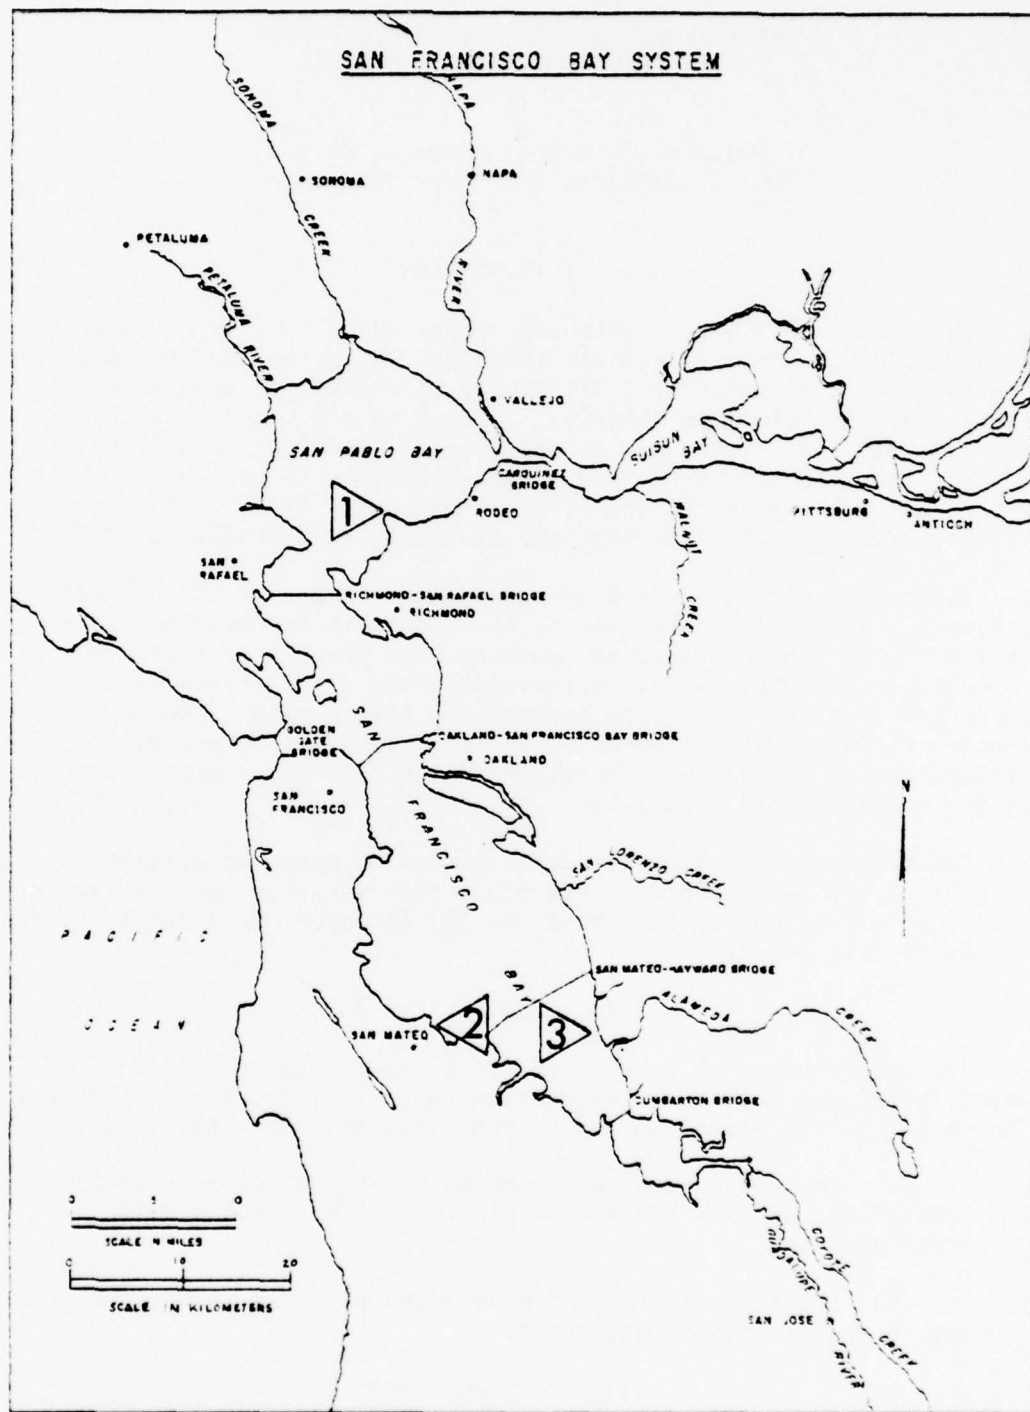 SAN FRANCISCO BAY SYSTEM
SONOMA
CREEK
NAPA
RIVER
SONOMA
NAPA
PETALUMA
PETALUMA
RIVER
VALLEJO
SAN PABLO BAY
SUISUN
BAY
CARQUINEZ
BRIDGE
RODEO
PITTSBURG
ANTIOCH
1
WALNUT
CREEK
SAN
RAFAEL
RICHMOND-SAN RAFAEL BRIDGE
RICHMOND
SAN
FRANCISCO
BAY
GOLDEN
GATE
BRIDGE
OAKLAND-SAN FRANCISCO BAY BRIDGE
OAKLAND
SAN
FRANCISCO
N
SAN LORENZO CREEK
PACIFIC
OCEAN
SAN MATEO-HAYWARD BRIDGE
ALAMEDA
CREEK
2
3
SAN MATEO
DUMBARTON BRIDGE
0 5 10
SCALE IN MILES
0 10 20
SCALE IN KILOMETERS
COYOTE
CREEK
GUADALUPE
RIVER
SAN JOSE